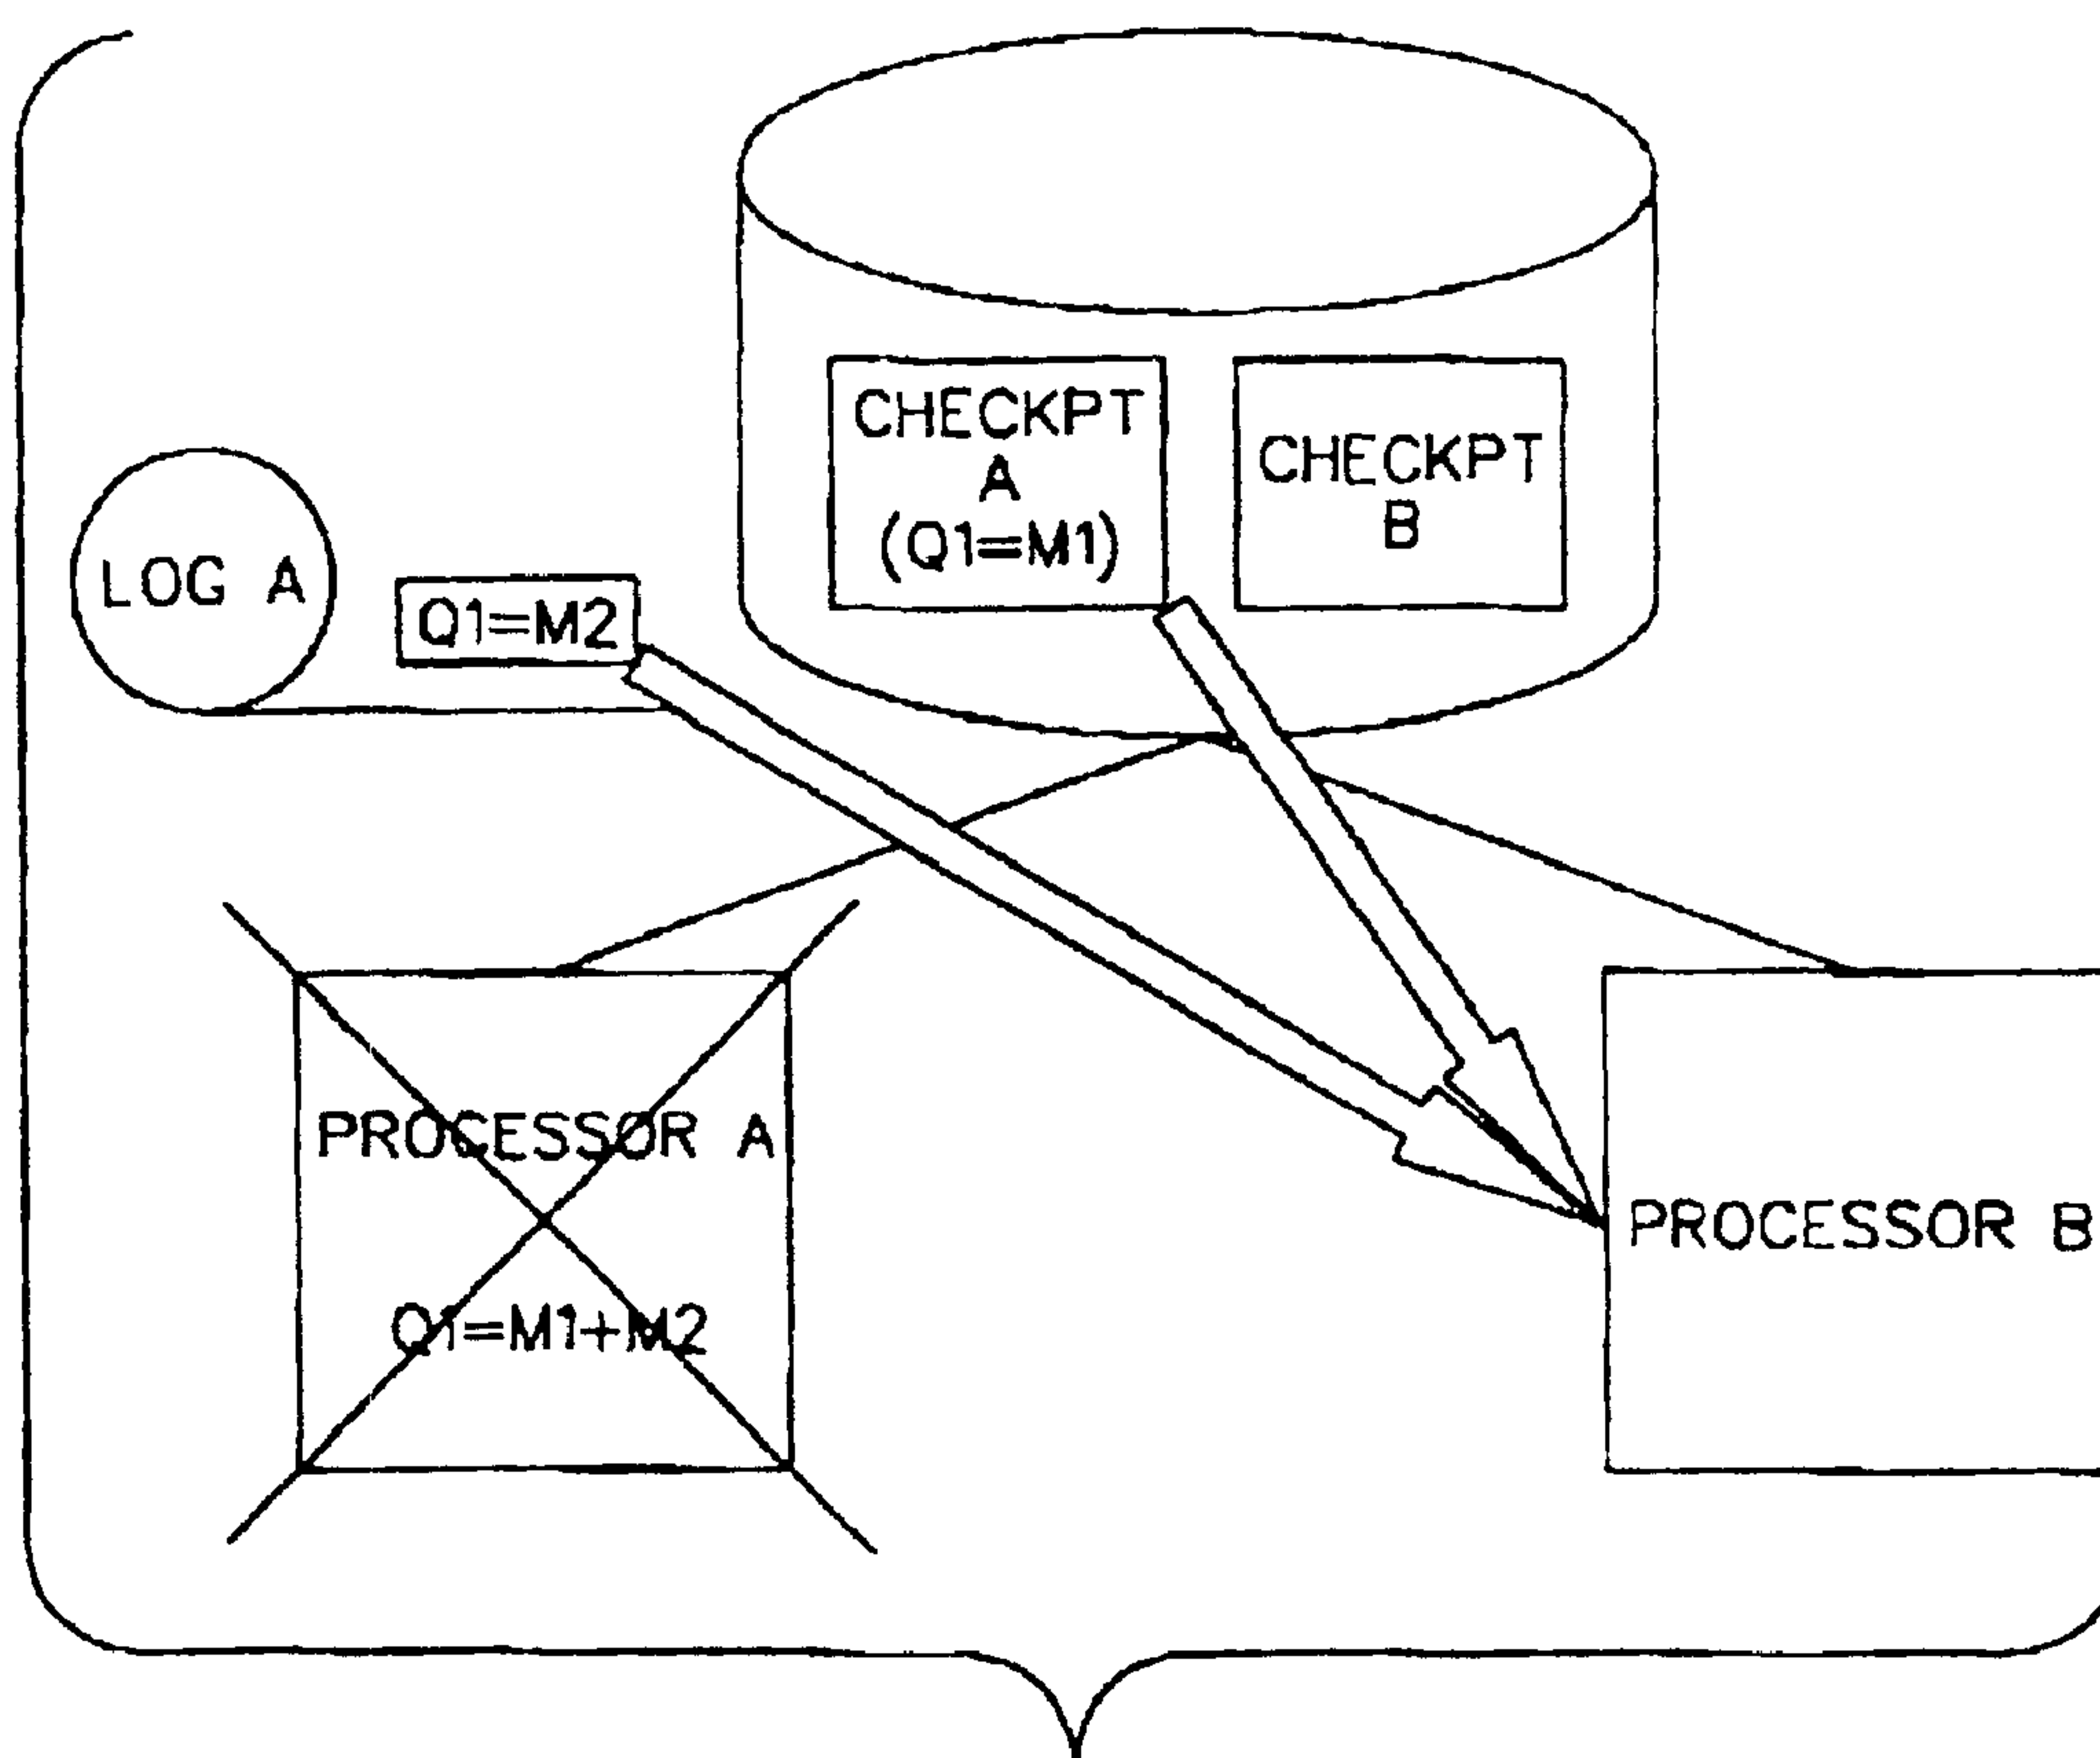 CHECKPT
A
(Q1=M1)
CHECKPT
B
LOG A
Q1=M2
PROCESSOR A
Q1=M1+M2
PROCESSOR B